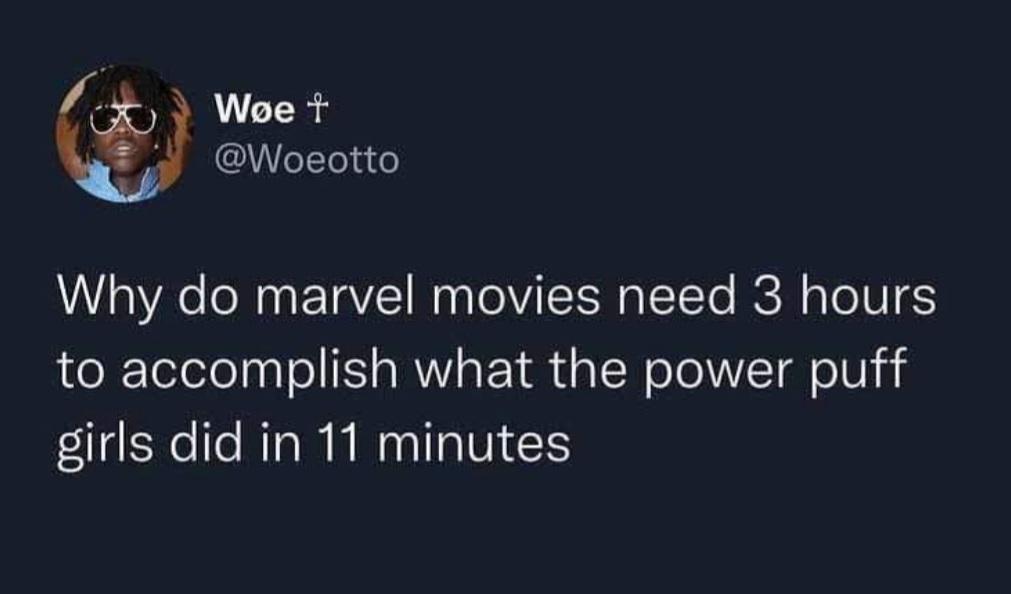 Wøe ☥
@Woeotto
Why do marvel movies need 3 hours
to accomplish what the power puff
girls did in 11 minutes